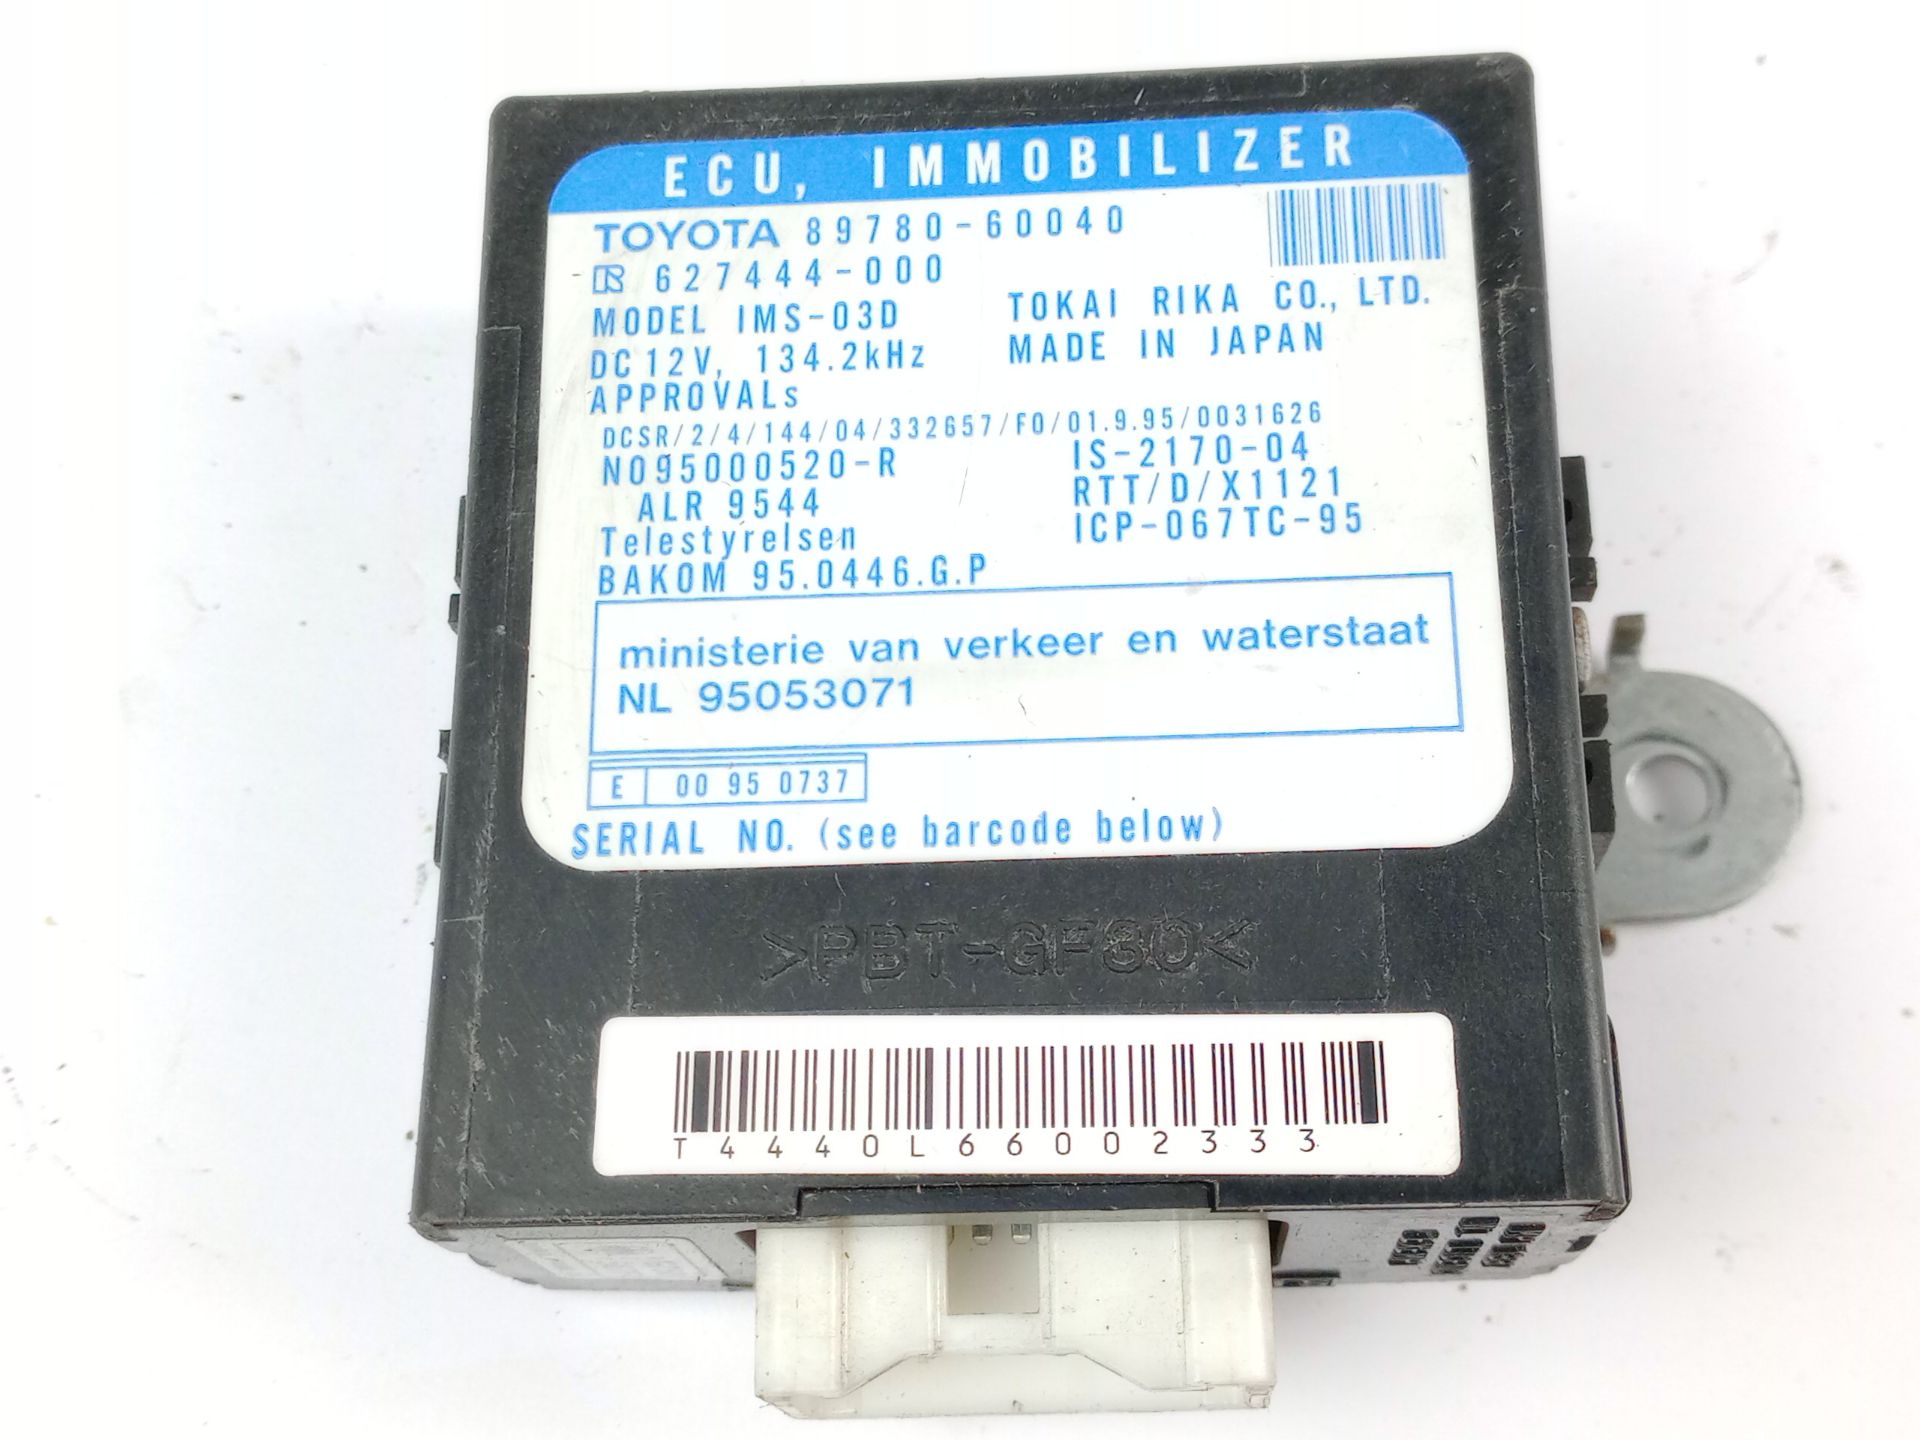 ECU, IMMOBILIZER
TOYOTA 89780-60040
627444-000
MODEL IMS-03D
TOKAI RIKA CO., LTD.
DC12V, 134.2kHz
MADE IN JAPAN
APPROVALs
DCSR/2/4/144/04/332657/FO/01.9.95/0031626
NO95000520-R
IS-2170-04
ALR 9544
RTT/D/X1121
Telestyrelsen
ICP-067TC-95
BAKOM 95.0446.G.P
ministerie van verkeer en waterstaat
NL 95053071
E 00 95 0737
SERIAL NO. (see barcode below)
>PBT-GF30<
T4440L66002333